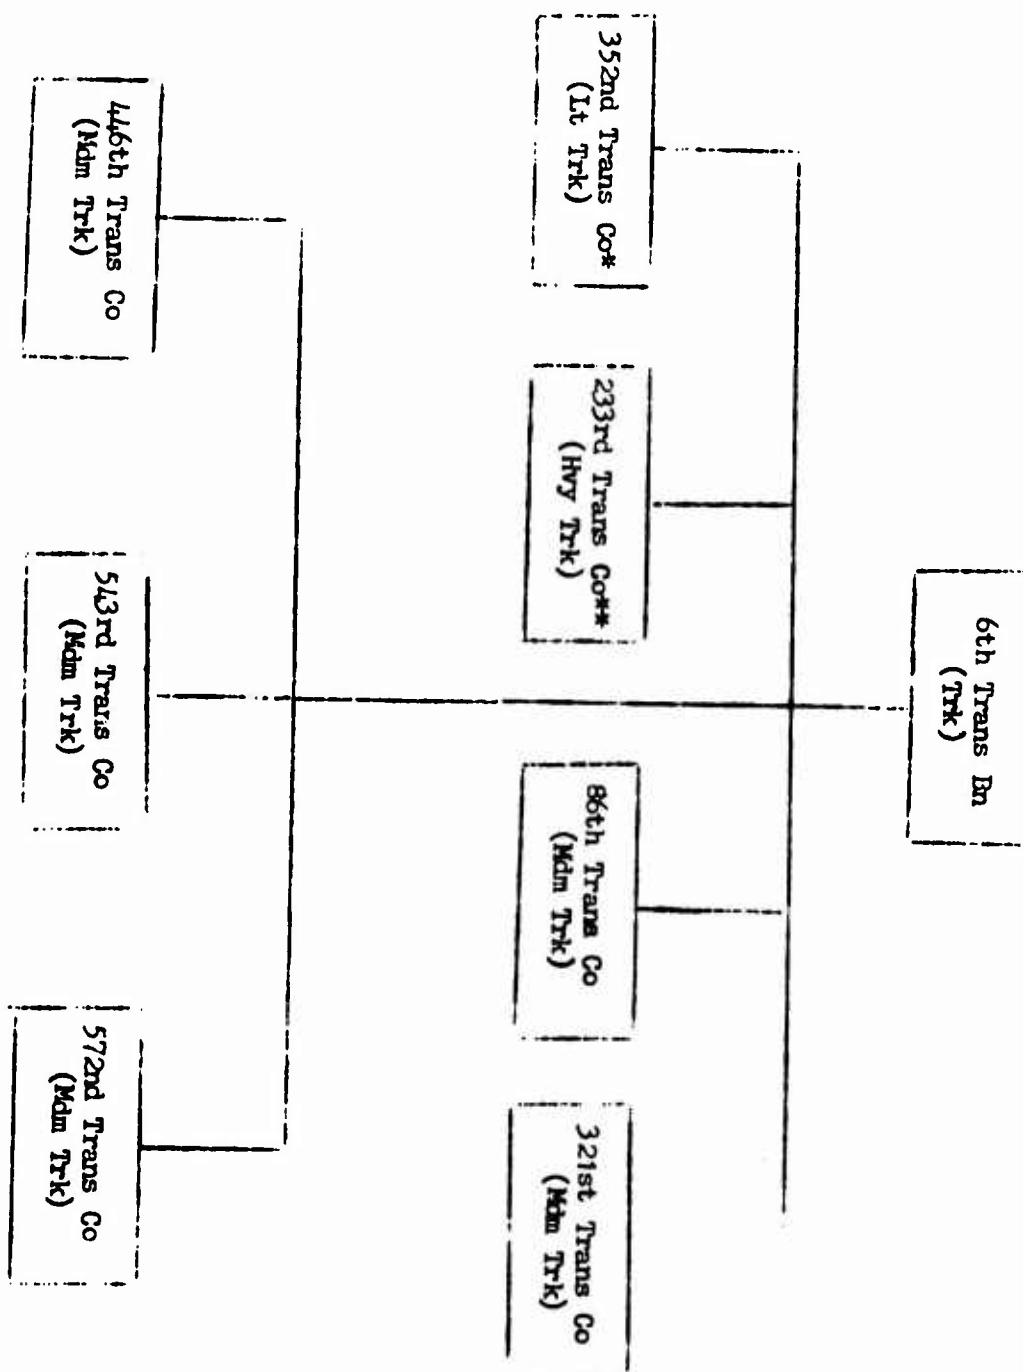 6th Trans Bn
(Trk)
352nd Trans Co*
(Lt Trk)
233rd Trans Co**
(Hvy Trk)
86th Trans Co
(Mdm Trk)
321st Trans Co
(Mdm Trk)
446th Trans Co
(Mdm Trk)
543rd Trans Co
(Mdm Trk)
572nd Trans Co
(Mdm Trk)